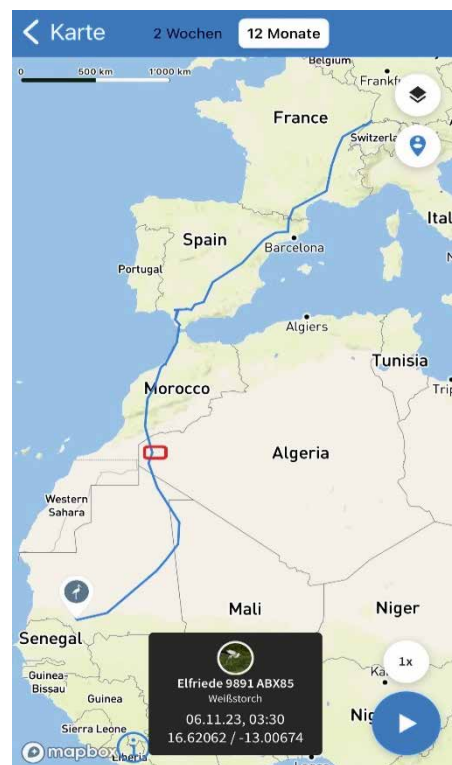 Karte
2 Wochen
12 Monate
0
500 km
1'000 km
Belgium
France
Switzerl
Ital
Spain
Barcelona
Portugal
Algiers
Tunisia
Morocco
Algeria
Western
Sahara
Mali
Niger
Senegal
Guinea-
Bissau
Guinea
Sierra Leone
Liberia
Elfriede 9891 ABX85
Weißstorch
06.11.23, 03:30
16.62062 / -13.00674
1x
mapbox